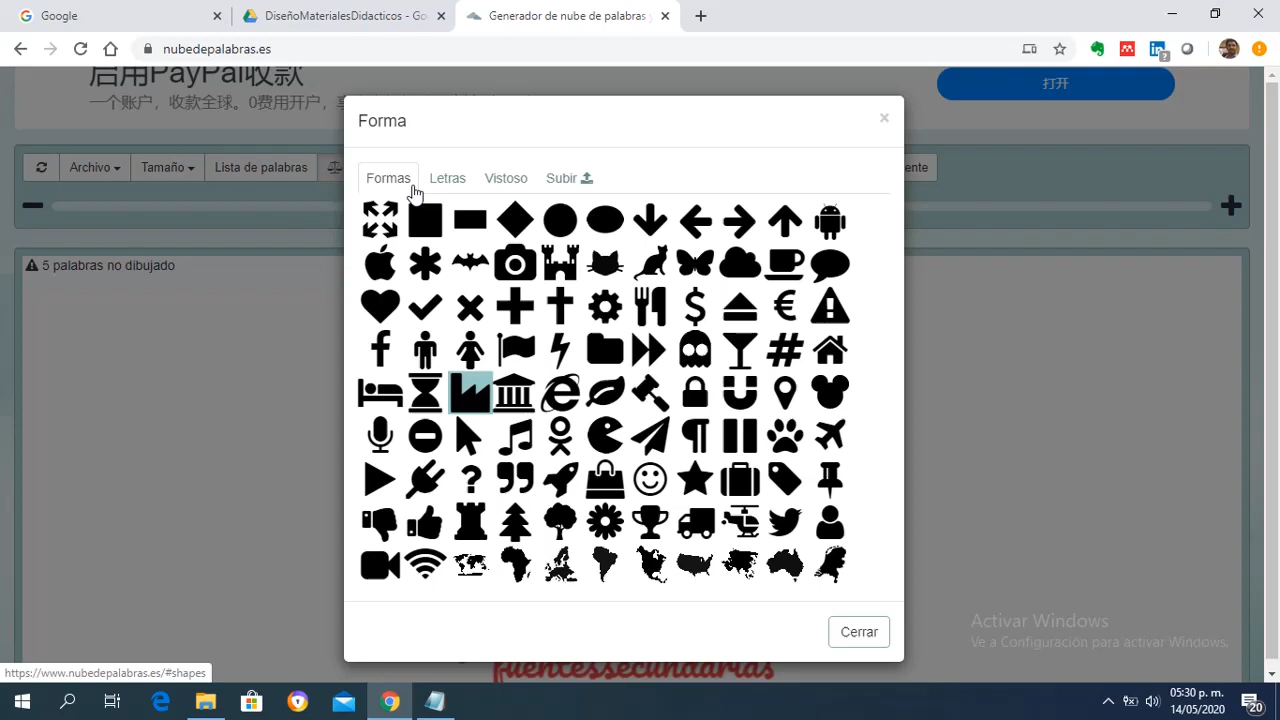 Google
DiseñoMaterialesDidacticos - Go
Generador de nube de palabras y
nubedepalabras.es
启用PayPal收款
一个账户，收款全球。0费用开户，
打开
Archivo
Tamaño
Lista de palabras
5 palabras no dibujado
Forma
×
Formas
Letras
Vistoso
Subir
Cerrar
fuentessecundarias
Activar Windows
Ve a Configuración para activar Windows.
https://www.nubedepalabras.es/#shapes
05:30 p. m.
14/05/2020
20